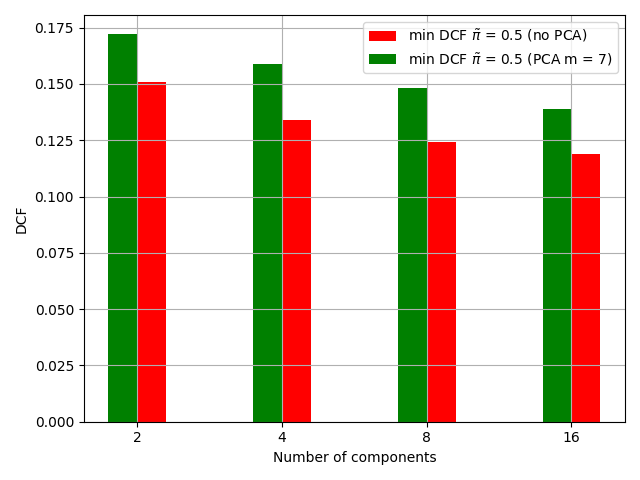 0.175
0.150
0.125
0.100
0.075
0.050
0.025
0.000
DCF
min DCF π̃ = 0.5 (no PCA)
min DCF π̃ = 0.5 (PCA m = 7)
2 4 8 16
Number of components